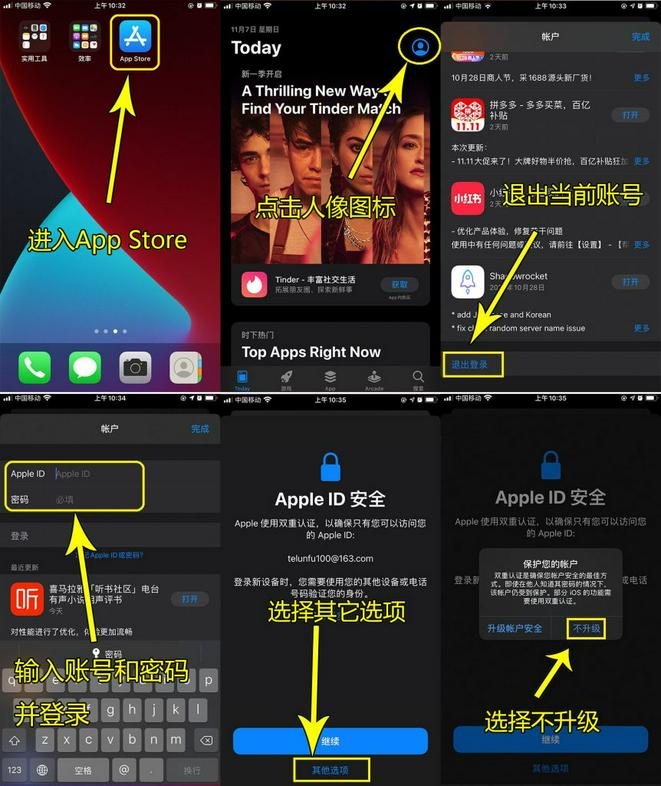 中国移动
上午10:32
实用工具
效率
App Store
进入App Store
中国移动
上午10:32
11月7日 星期日
Today
新一季开启
A Thrilling New Way
Find Your Tinder Match
点击人像图标
Tinder - 丰富社交生活
拓展朋友圈，探索新鲜事
获取
App内购买
时下热门
Top Apps Right Now
Today
游戏
App
Arcade
搜索
中国移动
上午10:33
帐户
完成
2天前
10月28日商人节，采1688源头新厂货！
更多
拼多多 - 多多买菜，百亿
补贴
打开
2天前
11.11
本次更新：
- 11.11大促来了！大牌好物半价抢，百亿补贴狂加
更多
小红书
退出当前账号
- 优化产品体验，修复若干问题
使用中有任何问题或建议，请前往【设置】 - 【
更多
Shadowrocket
打开
10月28日
* add and Korean
* fix random server name issue
更多
退出登录
中国移动
上午10:34
帐户
完成
Apple ID
Apple ID
密码
必填
登录
Apple ID或密码?
最近更新
听
喜马拉雅「听书社区」电台
有声小说相声评书
打开
今天
对性能进行了优化，体验更加流畅
密码
输入账号和密码
并登录
q
o p
g h j k l
z x c v b n m
123
空格
@
.
换行
中国移动
上午10:35
Apple ID 安全
Apple 使用双重认证，以确保只有您可以访问您
的 Apple ID:
telunfu100@163.com
登录新设备时，您需要使用您的其他设备或电话
号码验证您的身份。
选择其它选项
继续
其他选项
中国移动
上午10:35
Apple ID 安全
Apple 使用双重认证，以确保只有您可以访问您
保护您的帐户
双重认证是确保您帐户安全的最佳方
式。即使在他人知道其密码的情况下，
该帐户仍受到保护。部分 iOS 的功能需
要使用双重认证。
升级帐户安全
不升级
选择不升级
继续
其他选项